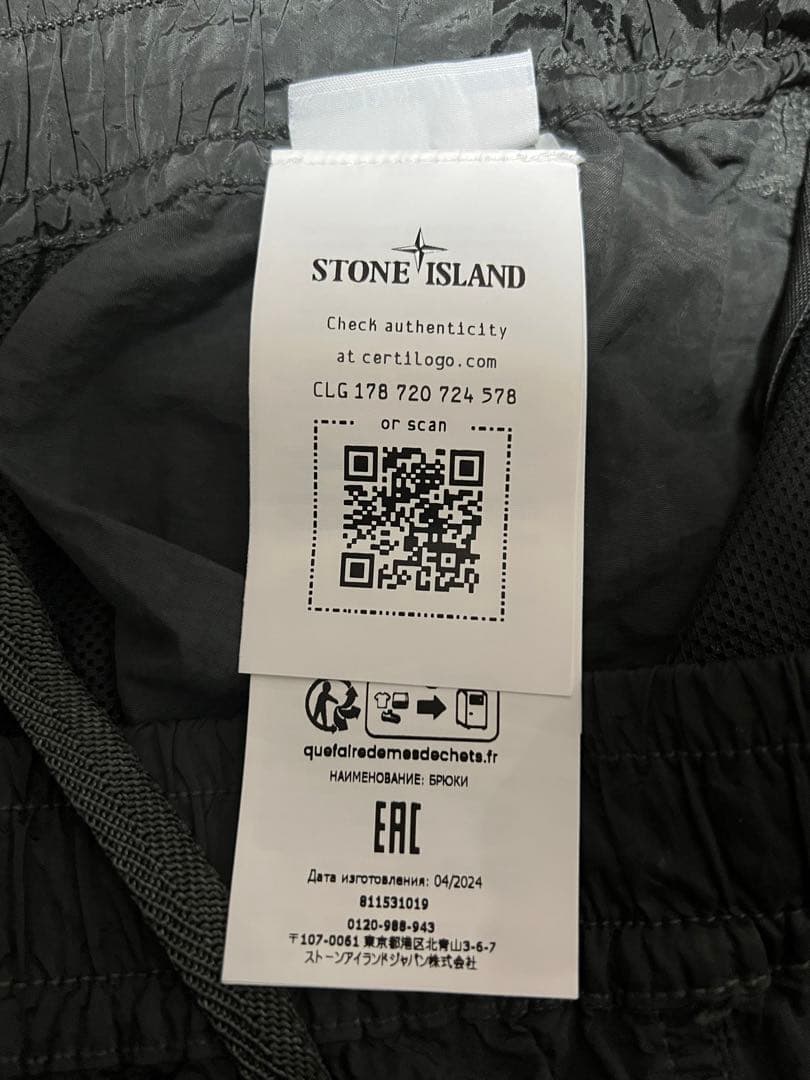 STONE ISLAND
Check authenticity
at certilogo.com
CLG 178 720 724 578
or scan
quefairedemesdechets.fr
НАИМЕНОВАНИЕ: БРЮКИ
EAC
Дата изготовления: 04/2024
811531019
0120-988-943
〒107-0061 東京都港区北青山3-6-7
ストーンアイランドジャパン株式会社